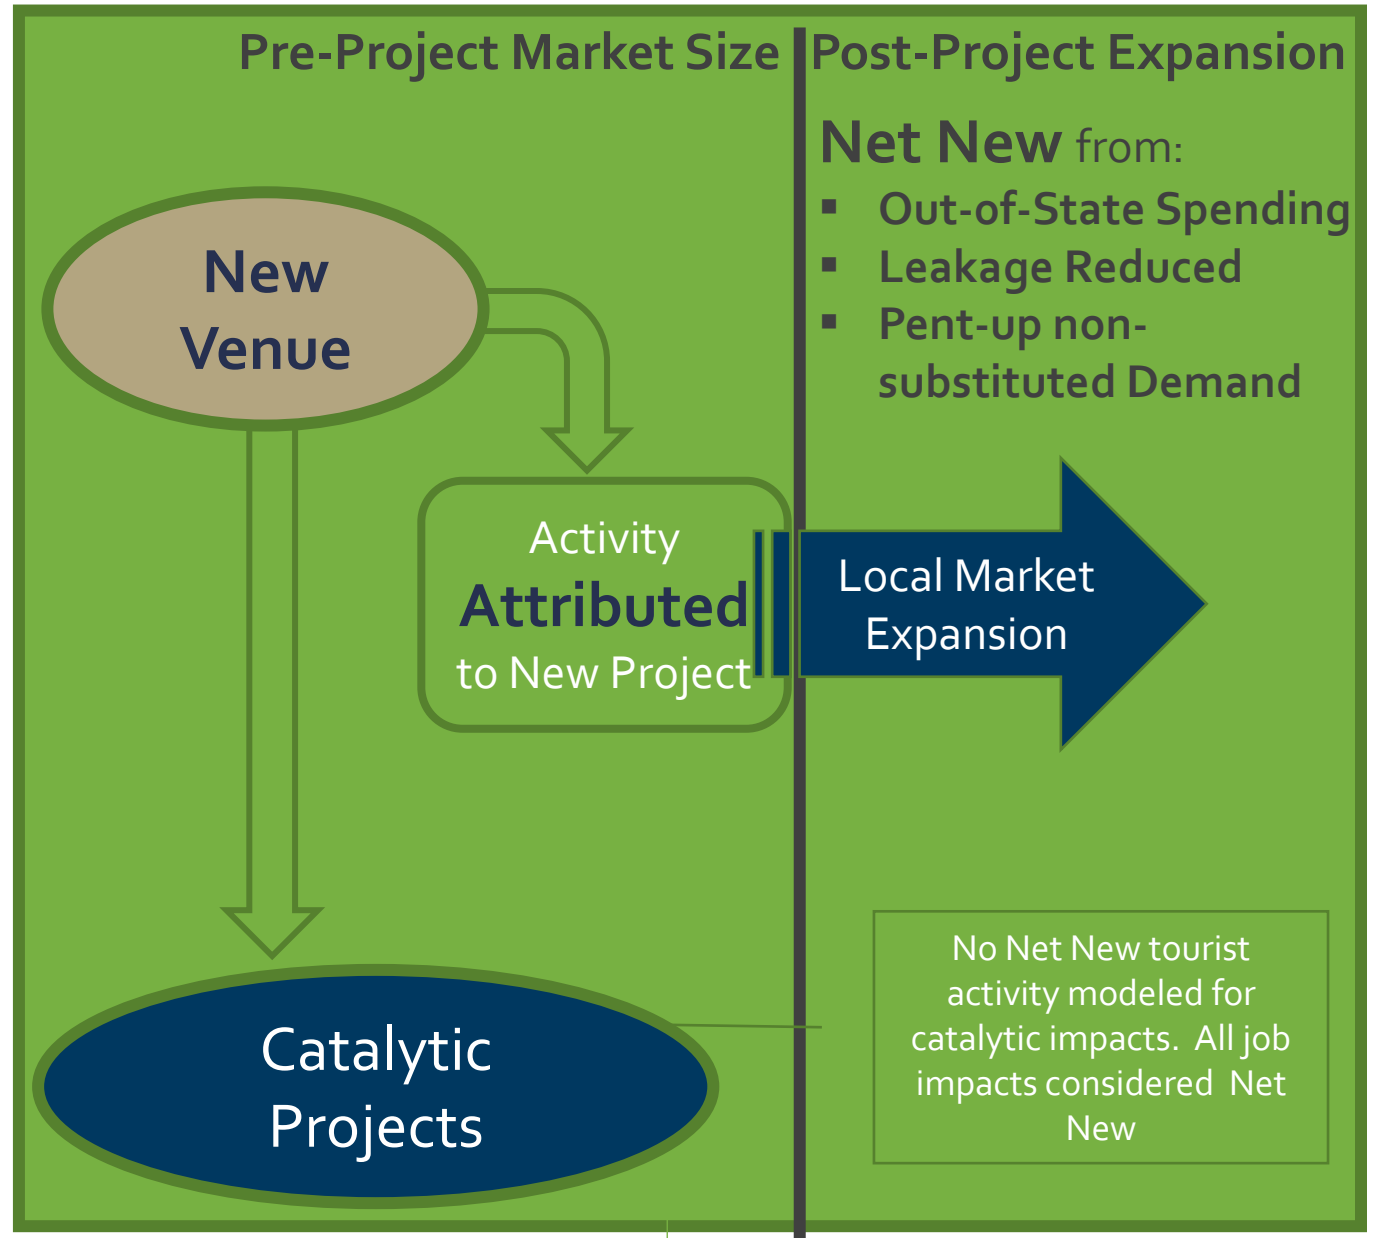 Pre-Project Market Size
Post-Project Expansion
Net New from:
▪ Out-of-State Spending
▪ Leakage Reduced
▪ Pent-up non-
substituted Demand
New
Venue
Activity
Attributed
to New Project
Local Market
Expansion
Catalytic
Projects
No Net New tourist
activity modeled for
catalytic impacts.  All job
impacts considered  Net
New